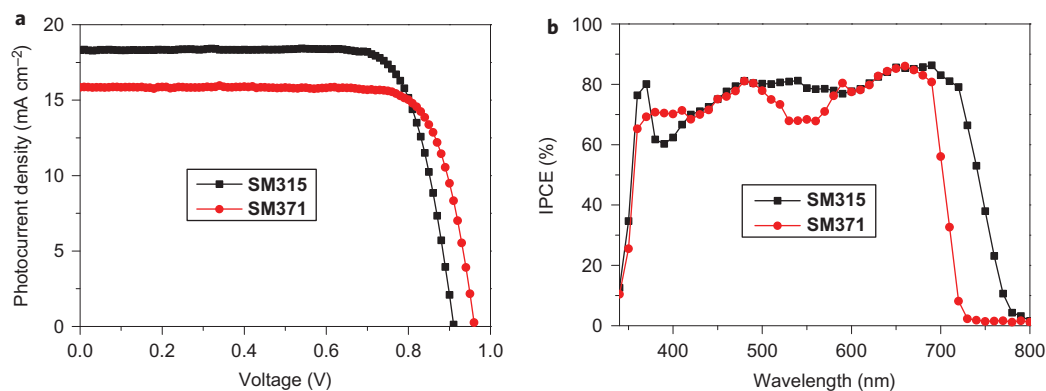 a
20
15
10
5
0
Photocurrent density (mA cm⁻²)
SM315
SM371
0.0 0.2 0.4 0.6 0.8 1.0
Voltage (V)
b
100
80
60
40
20
0
IPCE (%)
SM315
SM371
400 500 600 700 800
Wavelength (nm)